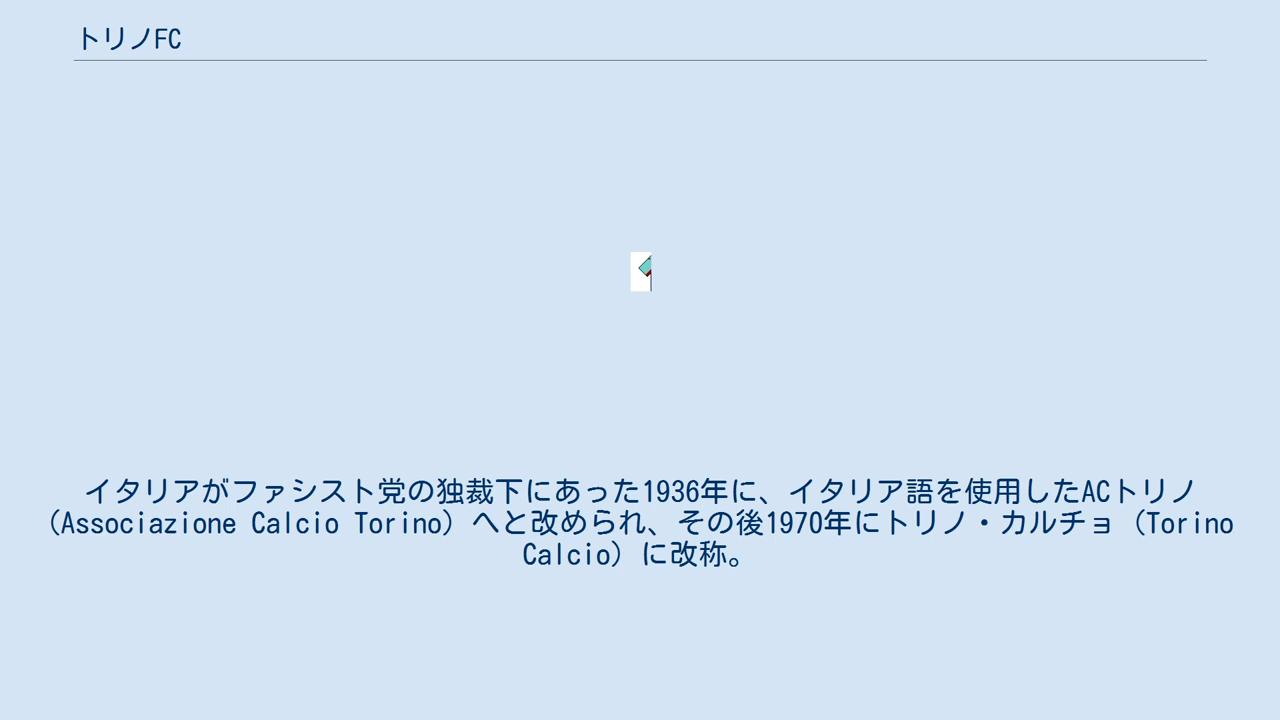 トリノFC
イタリアがファシスト党の独裁下にあった1936年に、イタリア語を使用したACトリノ
（Associazione Calcio Torino）へと改められ、その後1970年にトリノ・カルチョ（Torino
Calcio）に改称。